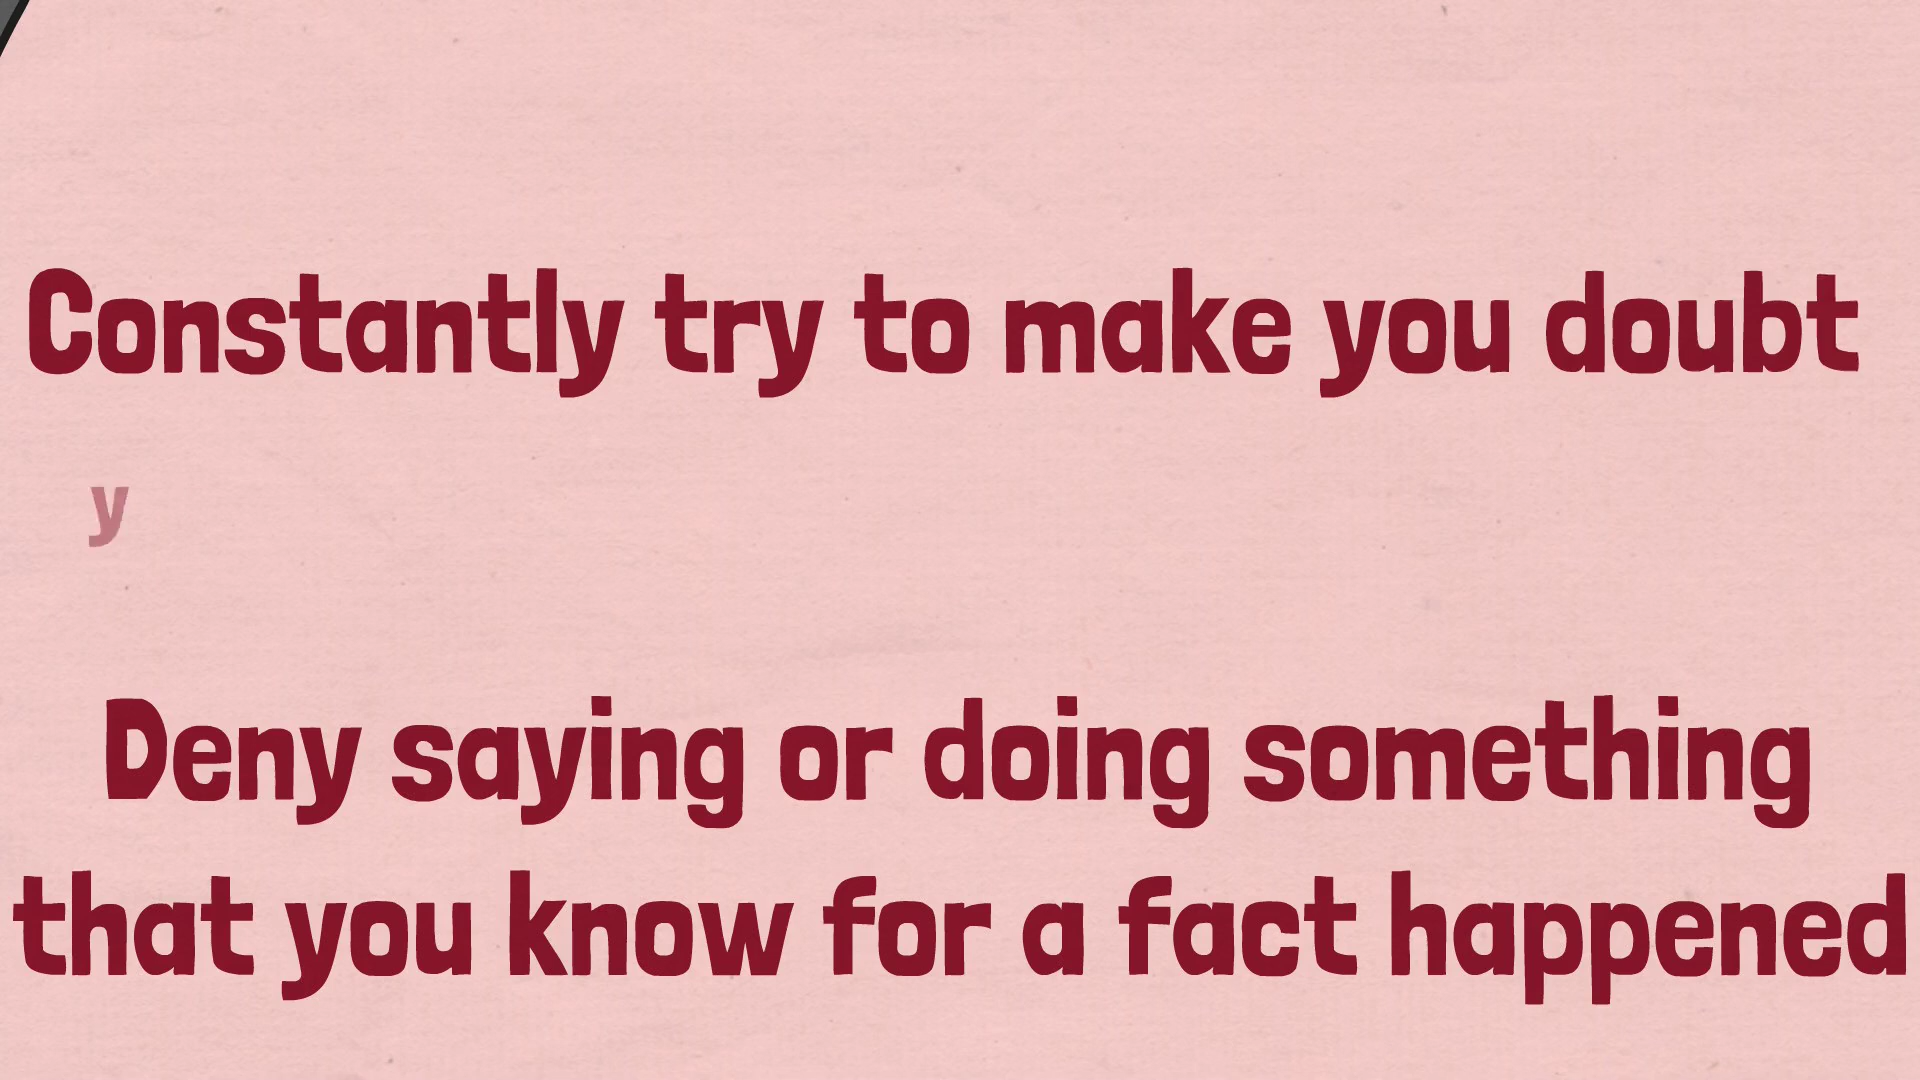 Constantly try to make you doubt
y
Deny saying or doing something
that you know for a fact happened